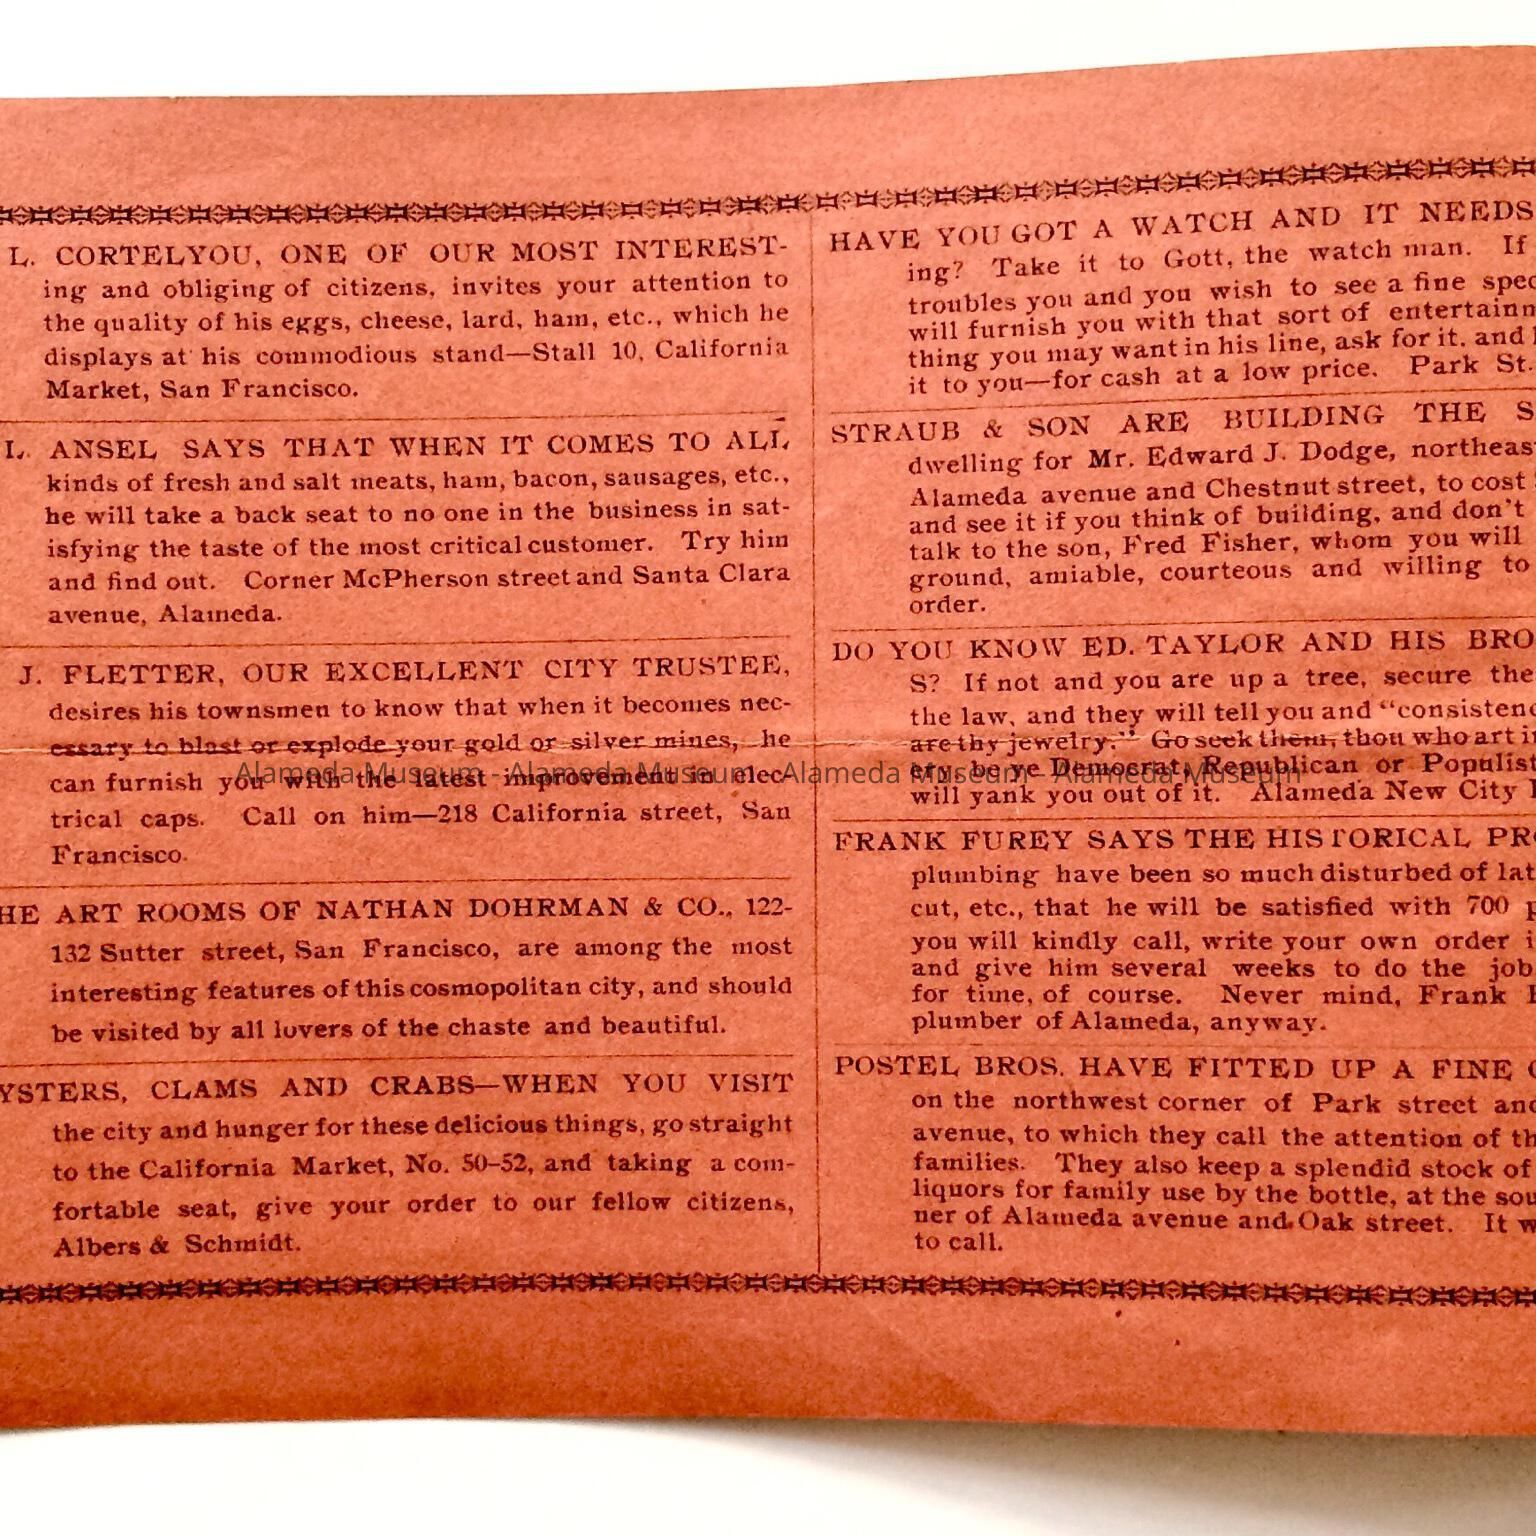 L. CORTELYOU, ONE OF OUR MOST INTEREST-
ing and obliging of citizens, invites your attention to
the quality of his eggs, cheese, lard, ham, etc., which he
displays at his commodious stand—Stall 10, California
Market, San Francisco.
L. ANSEL SAYS THAT WHEN IT COMES TO ALL
kinds of fresh and salt meats, ham, bacon, sausages, etc.,
he will take a back seat to no one in the business in sat-
isfying the taste of the most critical customer. Try him
and find out. Corner McPherson street and Santa Clara
avenue, Alameda.
J. FLETTER, OUR EXCELLENT CITY TRUSTEE,
desires his townsmen to know that when it becomes nec-
essary to blast or explode your gold or silver mines, he
can furnish you with the latest improvement in elec-
trical caps. Call on him—218 California street, San
Francisco.
HE ART ROOMS OF NATHAN DOHRMAN & CO., 122-
132 Sutter street, San Francisco, are among the most
interesting features of this cosmopolitan city, and should
be visited by all lovers of the chaste and beautiful.
YSTERS, CLAMS AND CRABS—WHEN YOU VISIT
the city and hunger for these delicious things, go straight
to the California Market, No. 50-52, and taking a com-
fortable seat, give your order to our fellow citizens,
Albers & Schmidt.
HAVE YOU GOT A WATCH AND IT NEEDS
ing? Take it to Gott, the watch man. If
troubles you and you wish to see a fine spec
will furnish you with that sort of entertainn
thing you may want in his line, ask for it. and
it to you—for cash at a low price. Park St.
STRAUB & SON ARE BUILDING THE S
dwelling for Mr. Edward J. Dodge, northeas
Alameda avenue and Chestnut street, to cost
and see it if you think of building, and don't
talk to the son, Fred Fisher, whom you will
ground, amiable, courteous and willing to
order.
DO YOU KNOW ED. TAYLOR AND HIS BRO
S? If not and you are up a tree, secure the
the law, and they will tell you and "consistenc
are thy jewelry." Go seek them, thou who art i
ery, be ye Democrat, Republican or Populist
will yank you out of it. Alameda New City
FRANK FUREY SAYS THE HISTORICAL PRO
plumbing have been so much disturbed of lat
cut, etc., that he will be satisfied with 700 p
you will kindly call, write your own order i
and give him several weeks to do the job
for time, of course. Never mind, Frank
plumber of Alameda, anyway.
POSTEL BROS. HAVE FITTED UP A FINE
on the northwest corner of Park street and
avenue, to which they call the attention of th
families. They also keep a splendid stock of
liquors for family use by the bottle, at the sou
ner of Alameda avenue and Oak street. It w
to call.
Alameda Museum - Alameda Museum - Alameda Museum - Alameda Museum